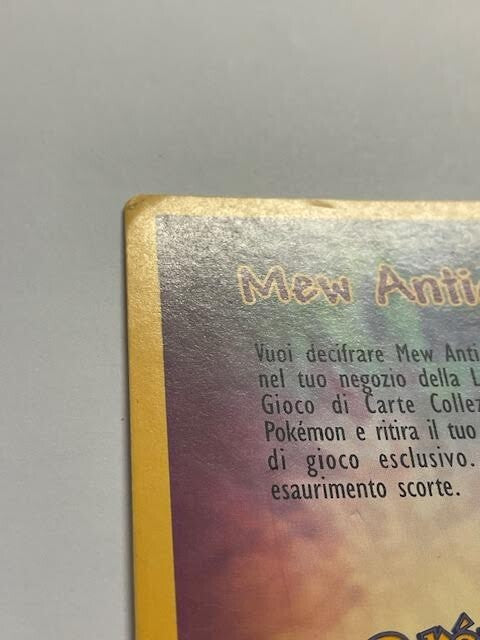 Mew Anti
Vuoi decifrare Mew Anti
nel tuo negozio della L
Gioco di Carte Collez
Pokémon e ritira il tuo
di gioco esclusivo.
esaurimento scorte.